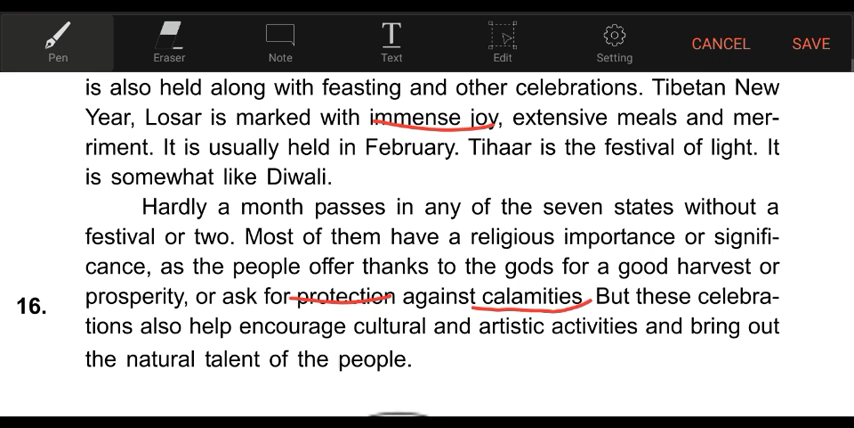 Pen Eraser Note Text Edit Setting CANCEL SAVE
is also held along with feasting and other celebrations. Tibetan New
Year, Losar is marked with immense joy, extensive meals and mer-
riment. It is usually held in February. Tihaar is the festival of light. It
is somewhat like Diwali.
Hardly a month passes in any of the seven states without a
festival or two. Most of them have a religious importance or signifi-
cance, as the people offer thanks to the gods for a good harvest or
16. prosperity, or ask for protection against calamities. But these celebra-
tions also help encourage cultural and artistic activities and bring out
the natural talent of the people.